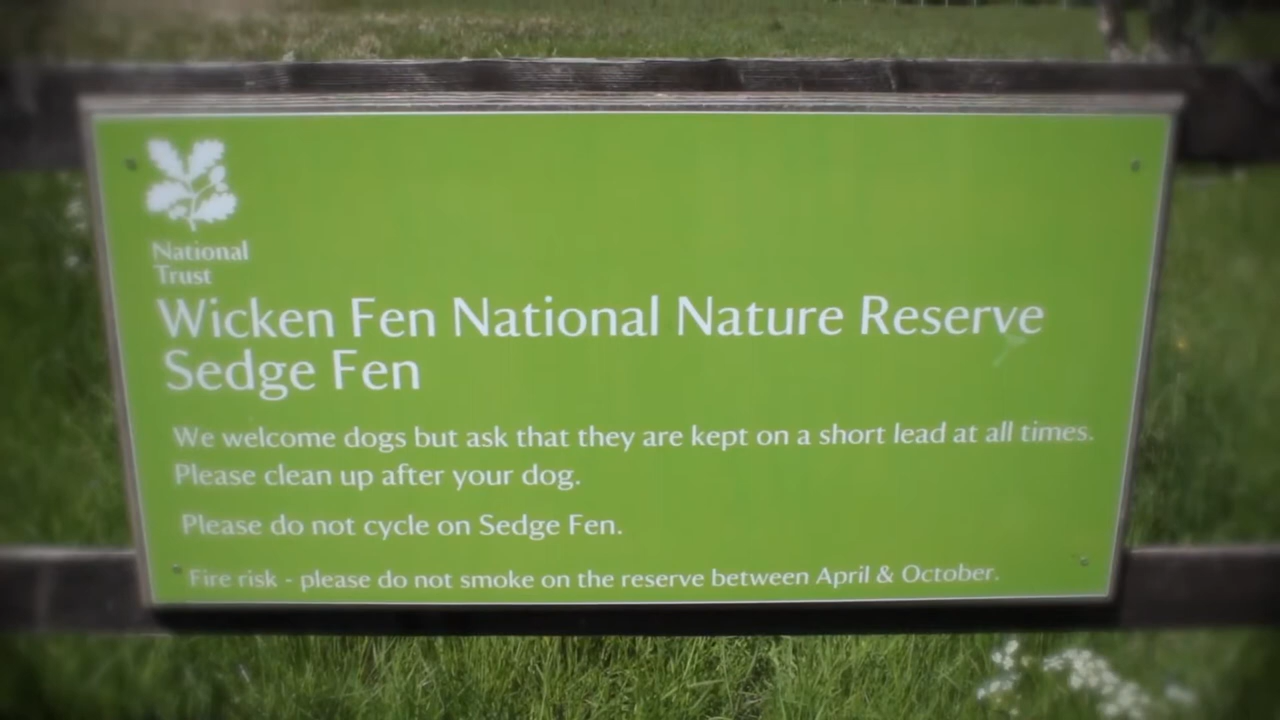 National
Trust
Wicken Fen National Nature Reserve
Sedge Fen
We welcome dogs but ask that they are kept on a short lead at all times.
Please clean up after your dog.
Please do not cycle on Sedge Fen.
Fire risk - please do not smoke on the reserve between April & October.